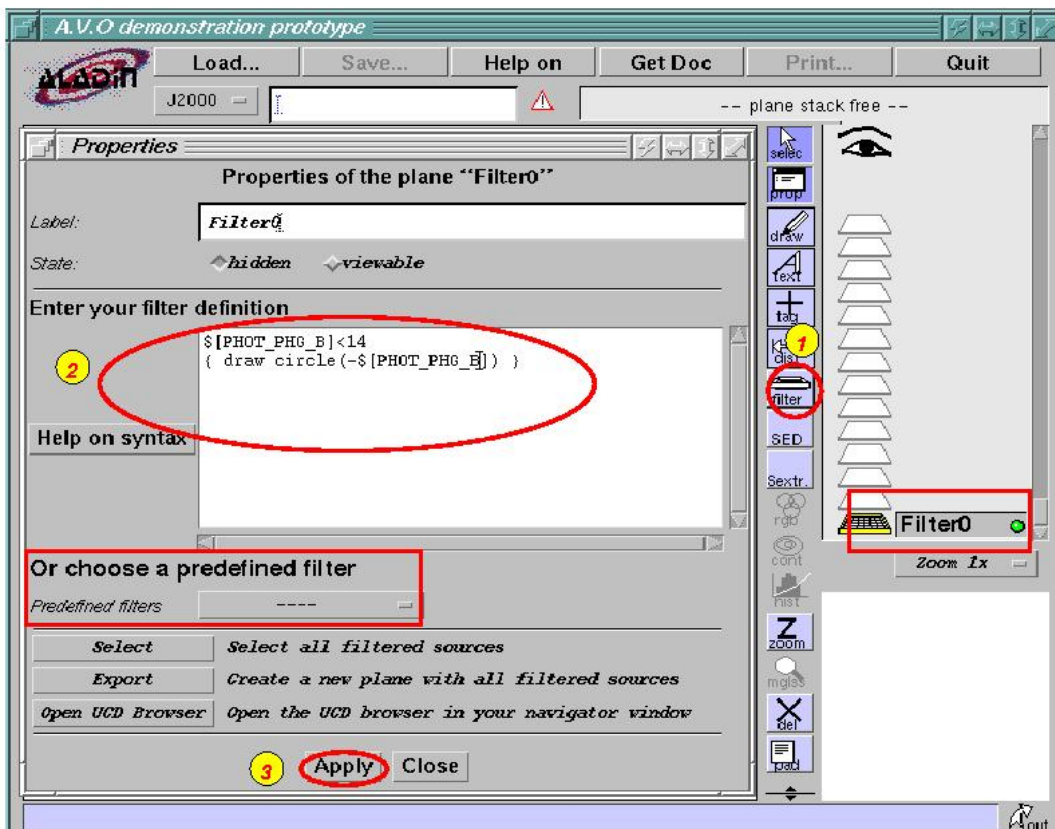 A.V.O demonstration prototype
ALADiN
Load... Save... Help on Get Doc Print... Quit
J2000
-- plane stack free --
Properties
Properties of the plane "Filter0"
Label: Filter0
State: hidden viewable
Enter your filter definition
$[PHOT_PHG_B]<14
{ draw circle(-$[PHOT_PHG_B]) }
2
Help on syntax
Or choose a predefined filter
Predefined filters ----
Select Select all filtered sources
Export Create a new plane with all filtered sources
Open UCD Browser Open the UCD browser in your navigator window
3
Apply Close
selec
prop
draw
text
tag
1
dist
filter
SED
Sextr.
rgb
cont
hist
zoom
mglss
del
pad
Filter0
Zoom 1x
out